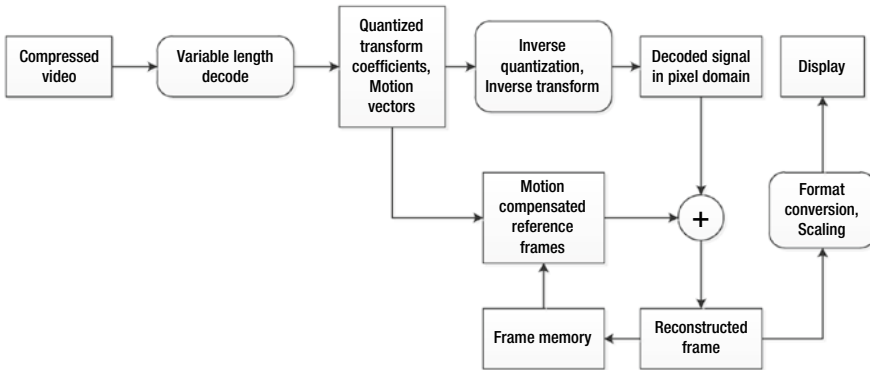 Compressed
video
Variable length
decode
Quantized
transform
coefficients,
Motion
vectors
Inverse
quantization,
Inverse transform
Decoded signal
in pixel domain
Display
Motion
compensated
reference
frames
+
Format
conversion,
Scaling
Frame memory
Reconstructed
frame